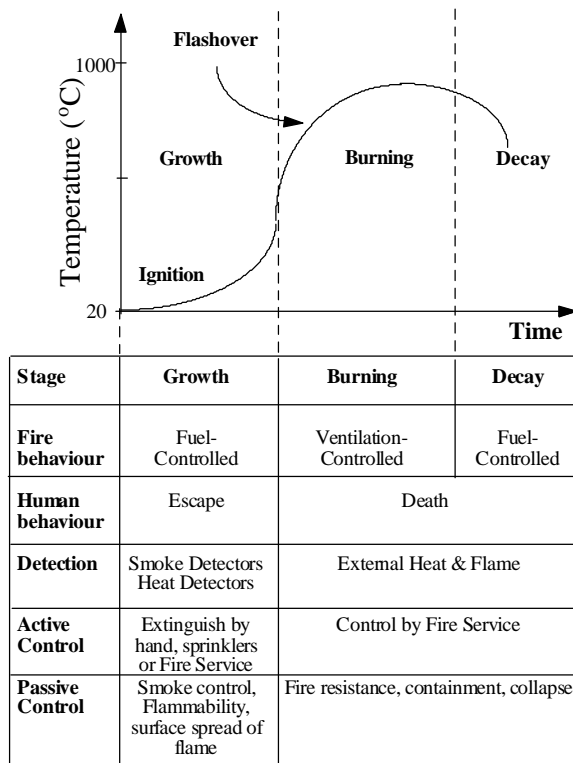 Flashover
1000
Temperature (°C)
Growth
Burning
Decay
Ignition
20
Time
Stage Growth Burning Decay
Fire behaviour Fuel-Controlled Ventilation-Controlled Fuel-Controlled
Human behaviour Escape Death
Detection Smoke Detectors Heat Detectors External Heat & Flame
Active Control Extinguish by hand, sprinklers or Fire Service Control by Fire Service
Passive Control Smoke control, Flammability, surface spread of flame Fire resistance, containment, collapse